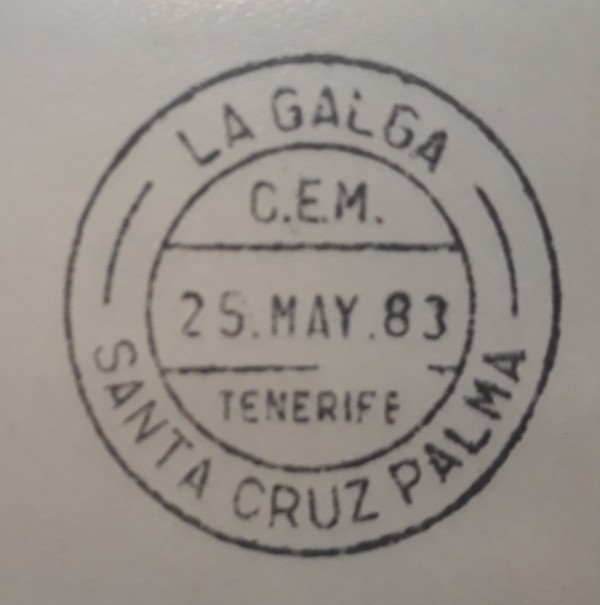 LA GALGA
C.E.M.
25.MAY.83
TENERIFE
SANTA CRUZ PALMA